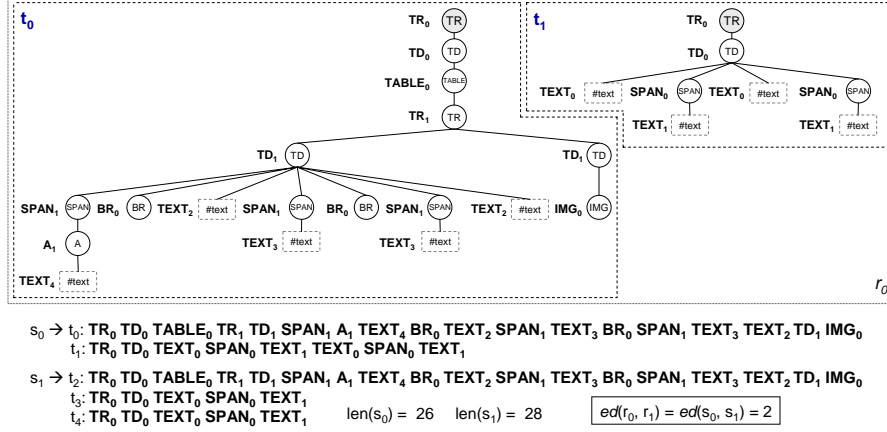 t0 TR0 TR t1 TR0 TR
TD0 TD TD0 TD
TABLE0 TABLE TEXT0 #text SPAN0 SPAN TEXT0 #text SPAN0 SPAN
TR1 TR TEXT1 #text TEXT1 #text
TD1 TD TD1 TD
SPAN1 SPAN BR0 BR TEXT2 #text SPAN1 SPAN BR0 BR SPAN1 SPAN TEXT2 #text IMG0 IMG
A1 A TEXT3 #text TEXT3 #text
TEXT4 #text r0
s0 → t0: TR0 TD0 TABLE0 TR1 TD1 SPAN1 A1 TEXT4 BR0 TEXT2 SPAN1 TEXT3 BR0 SPAN1 TEXT3 TEXT2 TD1 IMG0
t1: TR0 TD0 TEXT0 SPAN0 TEXT1 TEXT0 SPAN0 TEXT1
s1 → t2: TR0 TD0 TABLE0 TR1 TD1 SPAN1 A1 TEXT4 BR0 TEXT2 SPAN1 TEXT3 BR0 SPAN1 TEXT3 TEXT2 TD1 IMG0
t3: TR0 TD0 TEXT0 SPAN0 TEXT1
t4: TR0 TD0 TEXT0 SPAN0 TEXT1 len(s0) = 26 len(s1) = 28 ed(r0, r1) = ed(s0, s1) = 2